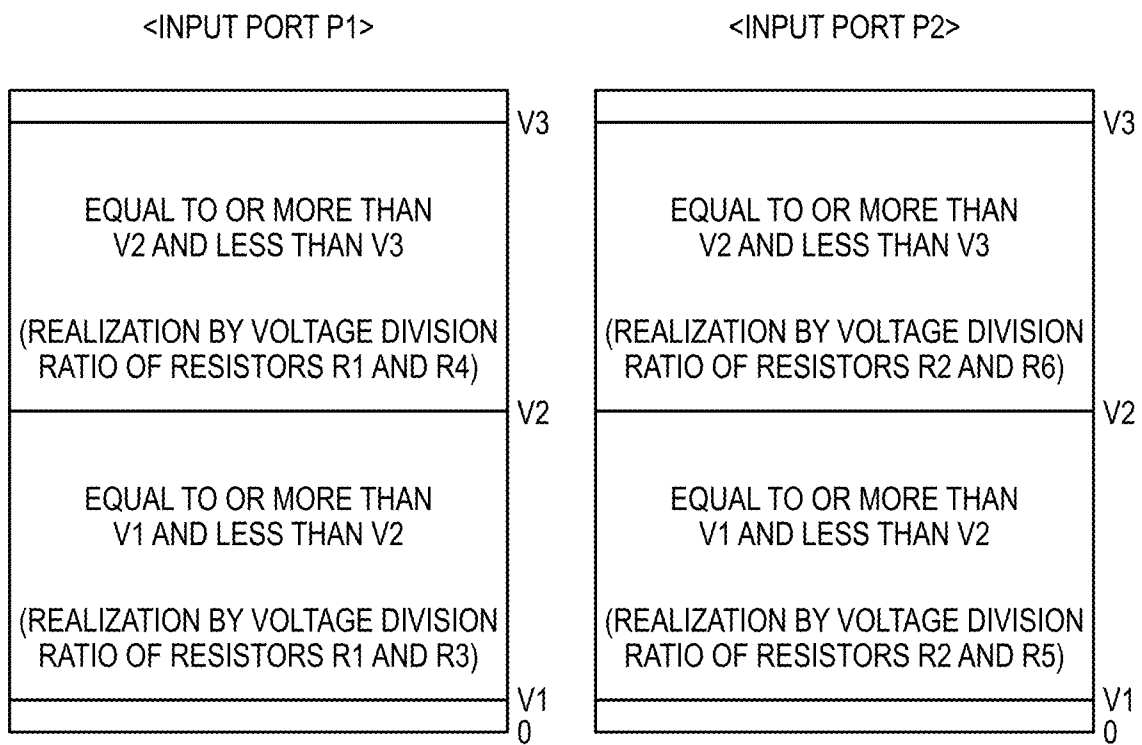 <INPUT PORT P1>
V3
EQUAL TO OR MORE THAN
V2 AND LESS THAN V3
(REALIZATION BY VOLTAGE DIVISION
RATIO OF RESISTORS R1 AND R4)
V2
EQUAL TO OR MORE THAN
V1 AND LESS THAN V2
(REALIZATION BY VOLTAGE DIVISION
RATIO OF RESISTORS R1 AND R3)
V1
0
<INPUT PORT P2>
V3
EQUAL TO OR MORE THAN
V2 AND LESS THAN V3
(REALIZATION BY VOLTAGE DIVISION
RATIO OF RESISTORS R2 AND R6)
V2
EQUAL TO OR MORE THAN
V1 AND LESS THAN V2
(REALIZATION BY VOLTAGE DIVISION
RATIO OF RESISTORS R2 AND R5)
V1
0